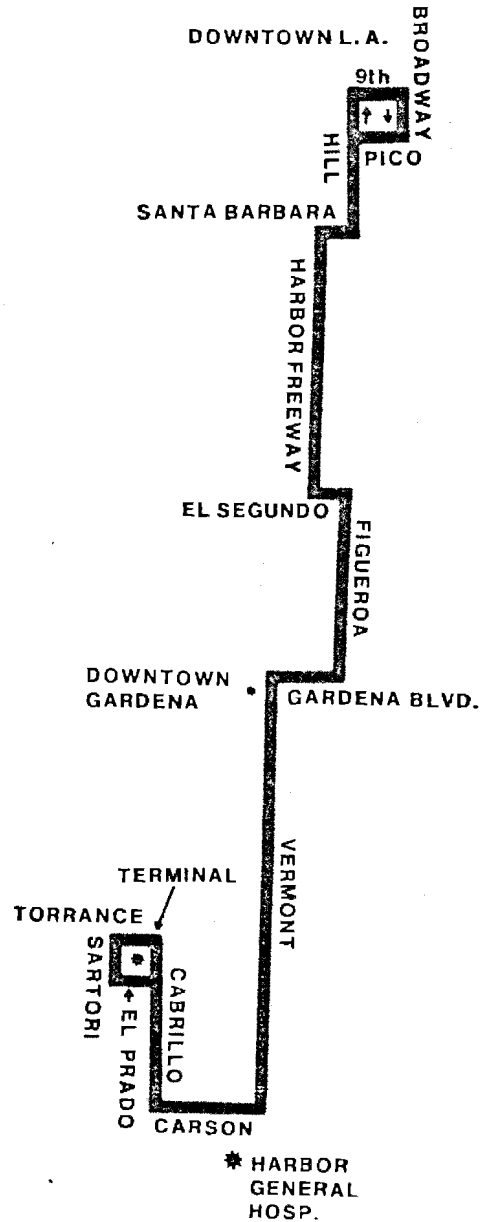 DOWNTOWN L.A.
BROADWAY
9th
HILL
PICO
SANTA BARBARA
HARBOR FREEWAY
EL SEGUNDO
FIGUEROA
DOWNTOWN
GARDENA
GARDENA BLVD.
VERMONT
TERMINAL
TORRANCE
SARTORI
EL PRADO
CABRILLO
CARSON
HARBOR
GENERAL
HOSP.